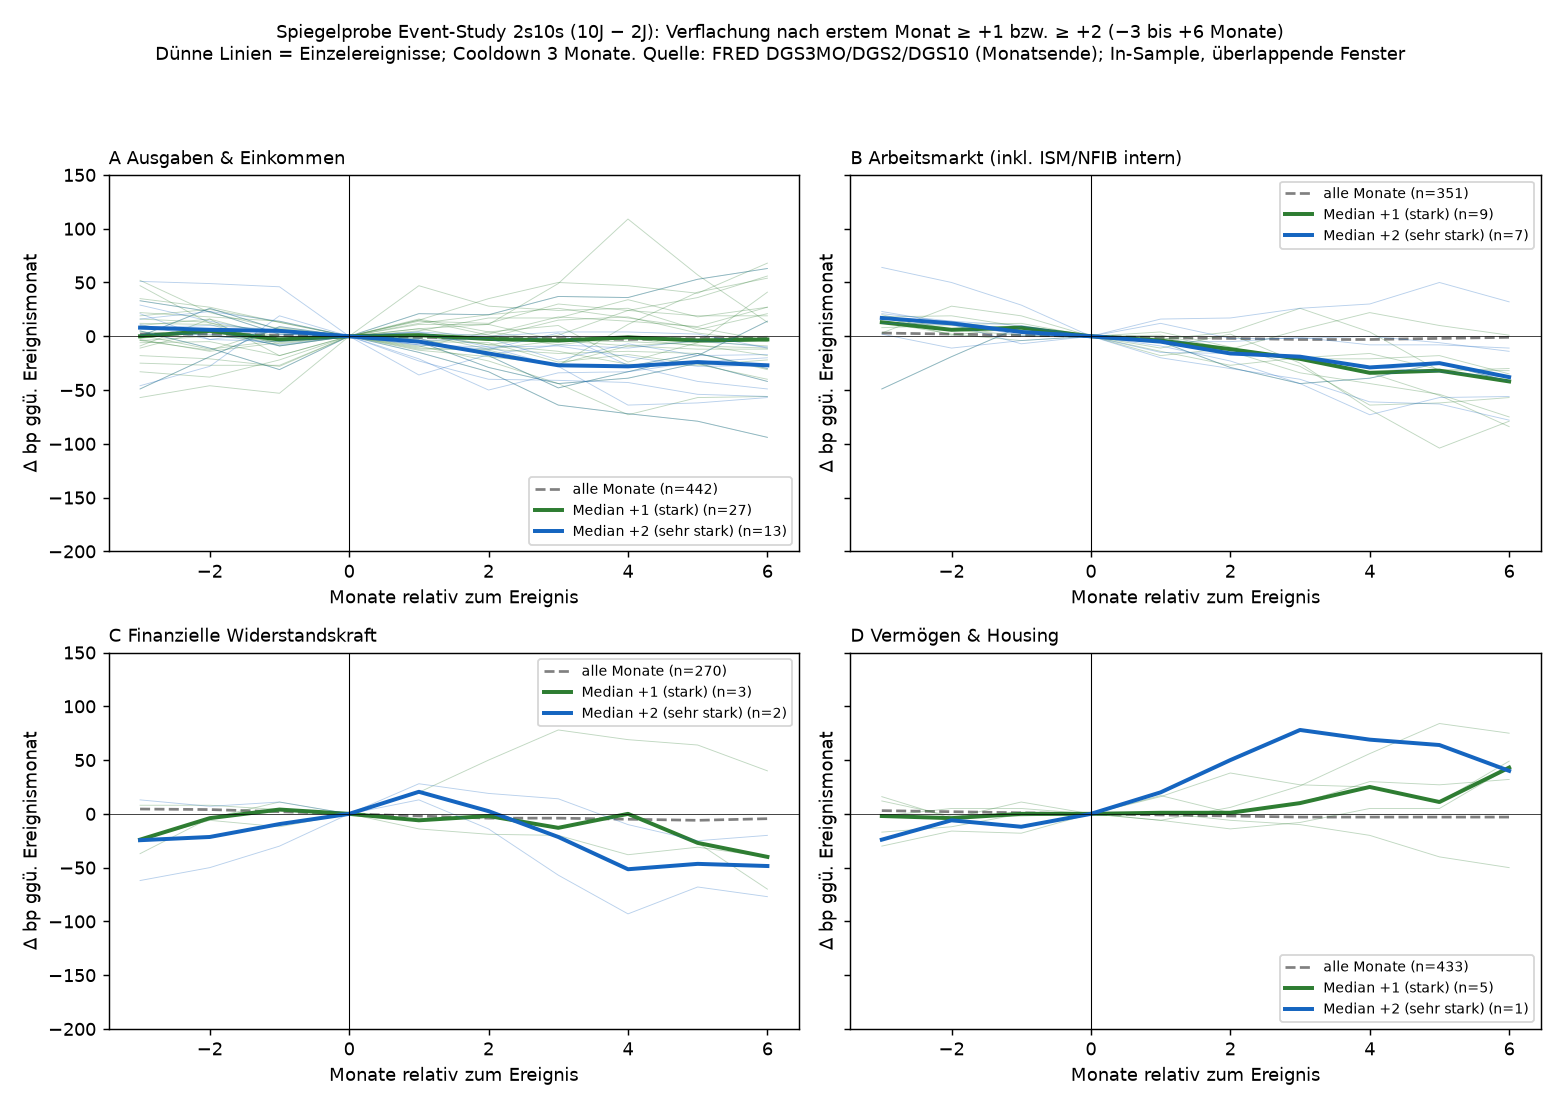 Spiegelprobe Event-Study 2s10s (10J − 2J): Verflachung nach erstem Monat ≥ +1 bzw. ≥ +2 (−3 bis +6 Monate)
Dünne Linien = Einzelereignisse; Cooldown 3 Monate. Quelle: FRED DGS3MO/DGS2/DGS10 (Monatsende); In-Sample, überlappende Fenster
A Ausgaben & Einkommen
150
100
50
0
−50
−100
−150
−200
Δ bp ggü. Ereignismonat
alle Monate (n=442)
Median +1 (stark) (n=27)
Median +2 (sehr stark) (n=13)
−2
0
2
4
6
Monate relativ zum Ereignis
B Arbeitsmarkt (inkl. ISM/NFIB intern)
Δ bp ggü. Ereignismonat
alle Monate (n=351)
Median +1 (stark) (n=9)
Median +2 (sehr stark) (n=7)
−2
0
2
4
6
Monate relativ zum Ereignis
C Finanzielle Widerstandskraft
150
100
50
0
−50
−100
−150
−200
Δ bp ggü. Ereignismonat
alle Monate (n=270)
Median +1 (stark) (n=3)
Median +2 (sehr stark) (n=2)
−2
0
2
4
6
Monate relativ zum Ereignis
D Vermögen & Housing
Δ bp ggü. Ereignismonat
alle Monate (n=433)
Median +1 (stark) (n=5)
Median +2 (sehr stark) (n=1)
−2
0
2
4
6
Monate relativ zum Ereignis